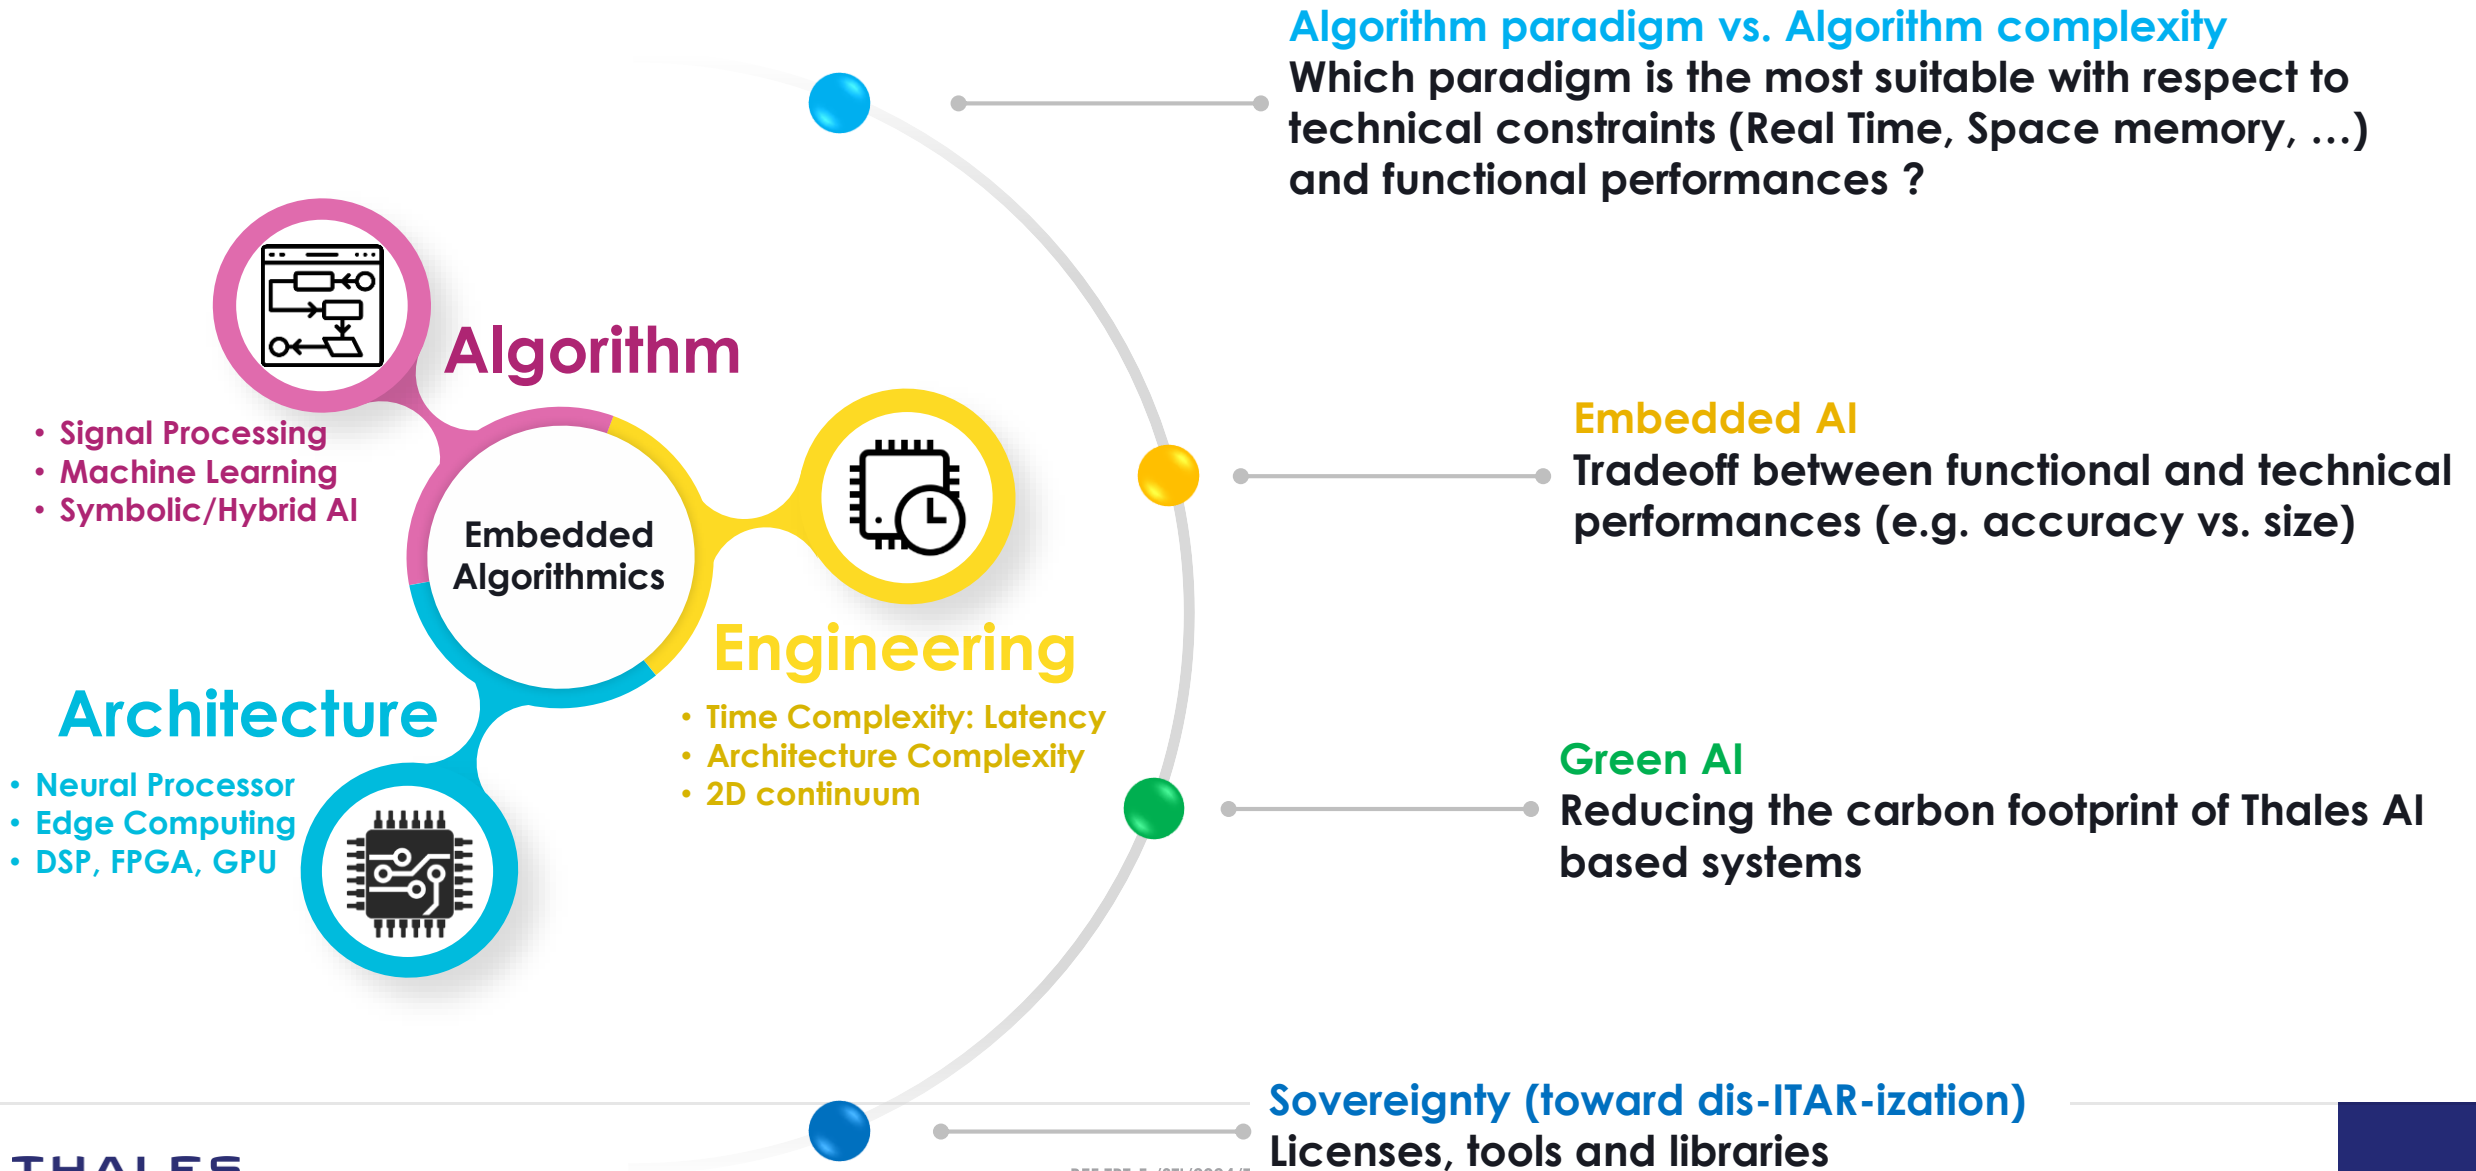 Algorithm paradigm vs. Algorithm complexity
Which paradigm is the most suitable with respect to
technical constraints (Real Time, Space memory, …)
and functional performances ?
Algorithm
• Signal Processing
• Machine Learning
• Symbolic/Hybrid AI
Embedded
Algorithmics
Engineering
• Time Complexity: Latency
• Architecture Complexity
• 2D continuum
Architecture
• Neural Processor
• Edge Computing
• DSP, FPGA, GPU
Embedded AI
Tradeoff between functional and technical
performances (e.g. accuracy vs. size)
Green AI
Reducing the carbon footprint of Thales AI
based systems
Sovereignty (toward dis-ITAR-ization)
Licenses, tools and libraries
THALES